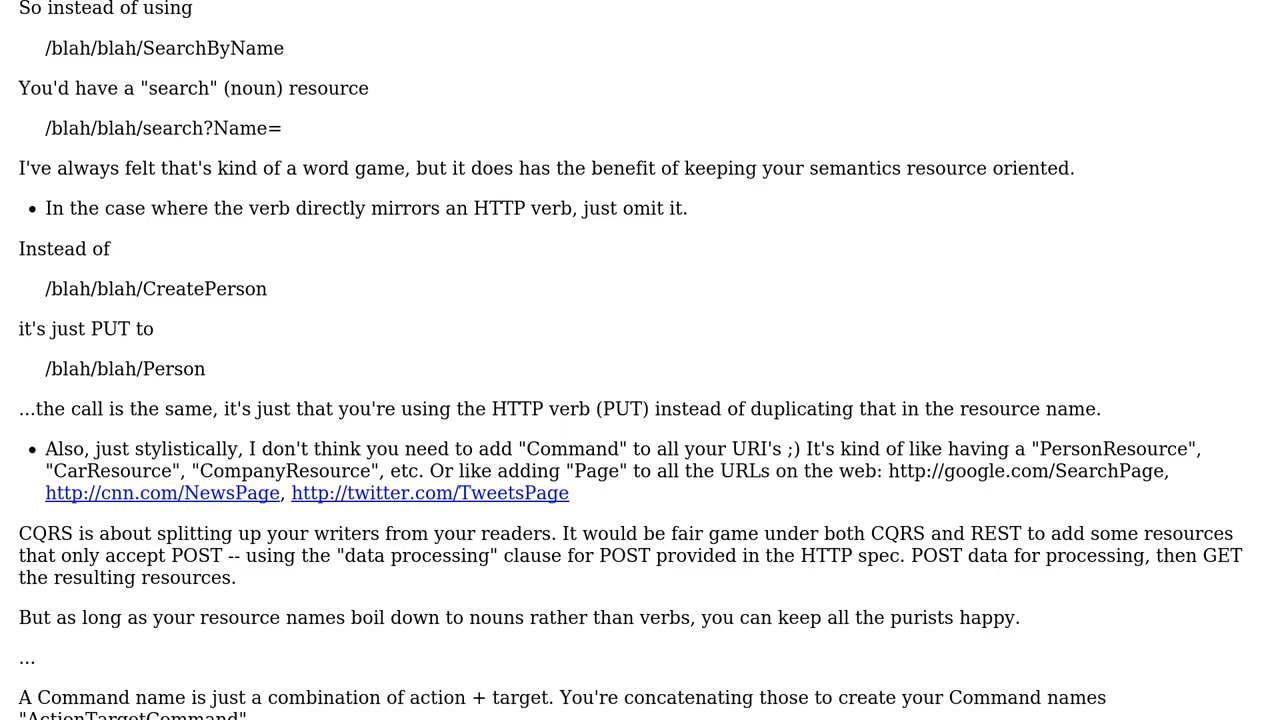 So instead of using
/blah/blah/SearchByName
You'd have a "search" (noun) resource
/blah/blah/search?Name=
I've always felt that's kind of a word game, but it does has the benefit of keeping your semantics resource oriented.
• In the case where the verb directly mirrors an HTTP verb, just omit it.
Instead of
/blah/blah/CreatePerson
it's just PUT to
/blah/blah/Person
...the call is the same, it's just that you're using the HTTP verb (PUT) instead of duplicating that in the resource name.
• Also, just stylistically, I don't think you need to add "Command" to all your URI's ;) It's kind of like having a "PersonResource",
"CarResource", "CompanyResource", etc. Or like adding "Page" to all the URLs on the web: http://google.com/SearchPage,
http://cnn.com/NewsPage, http://twitter.com/TweetsPage
CQRS is about splitting up your writers from your readers. It would be fair game under both CQRS and REST to add some resources
that only accept POST -- using the "data processing" clause for POST provided in the HTTP spec. POST data for processing, then GET
the resulting resources.
But as long as your resource names boil down to nouns rather than verbs, you can keep all the purists happy.
...
A Command name is just a combination of action + target. You're concatenating those to create your Command names
"ActionTargetCommand"